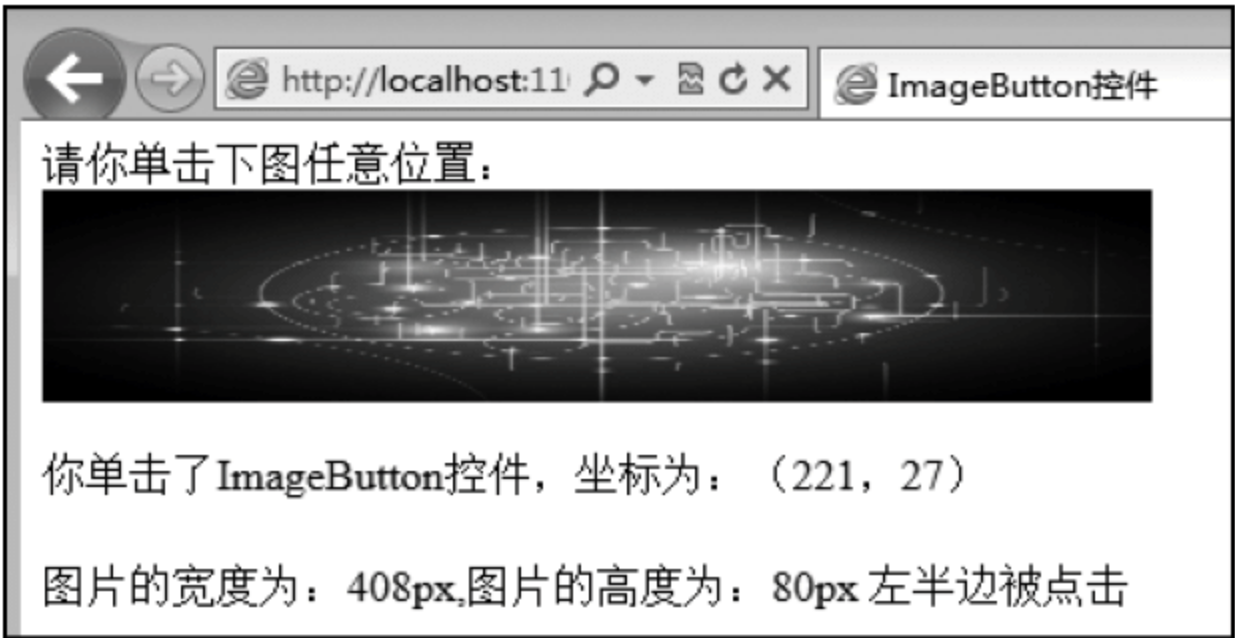 http://localhost:11
ImageButton控件
请你单击下图任意位置：
你单击了ImageButton控件，坐标为：（221，27）
图片的宽度为：408px,图片的高度为：80px 左半边被点击